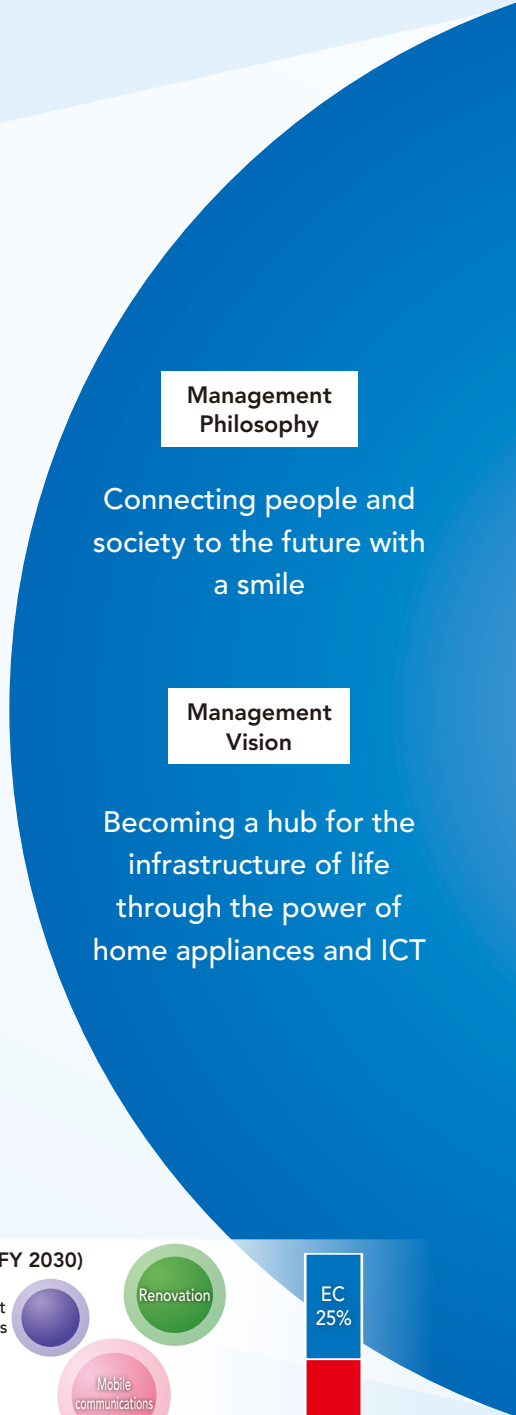 Management
Philosophy
Connecting people and
society to the future with
a smile
Management
Vision
Becoming a hub for the
infrastructure of life
through the power of
home appliances and ICT
FY 2030)
Renovation
EC
25%
Mobile
communications